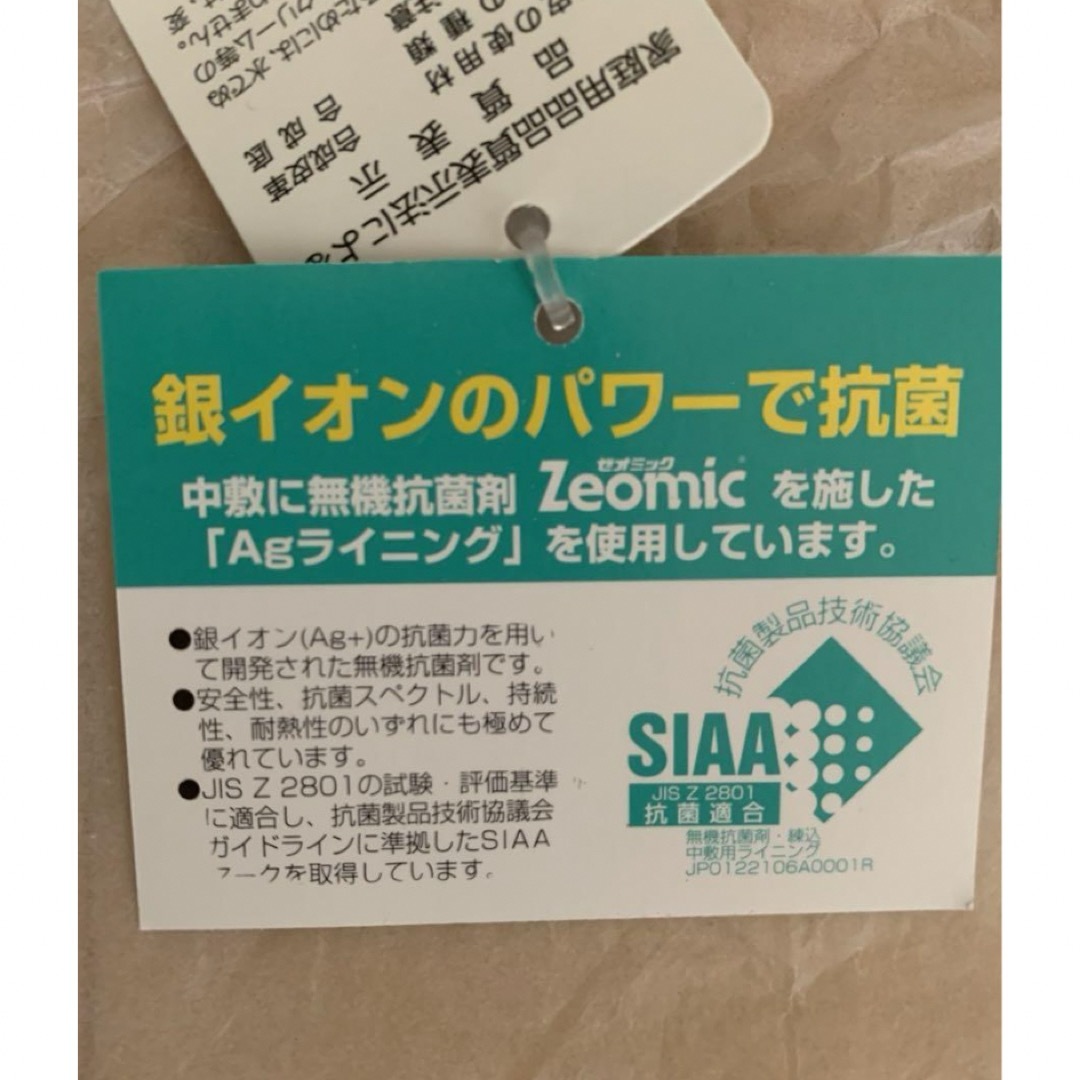 家庭用品品質表示法による
品質表示
合成皮革
合成底
銀イオンのパワーで抗菌
ゼオミック
中敷に無機抗菌剤 Zeomic を施した
「Agライニング」を使用しています。
●銀イオン(Ag+)の抗菌力を用い
て開発された無機抗菌剤です。
●安全性、抗菌スペクトル、持続
性、耐熱性のいずれにも極めて
優れています。
●JIS Z 2801の試験・評価基準
に適合し、抗菌製品技術協議会
ガイドラインに準拠したSIAA
マークを取得しています。
抗菌製品技術協議会
SIAA
JIS Z 2801
抗菌適合
無機抗菌剤・練込
中敷用ライニング
JP0122106A0001R